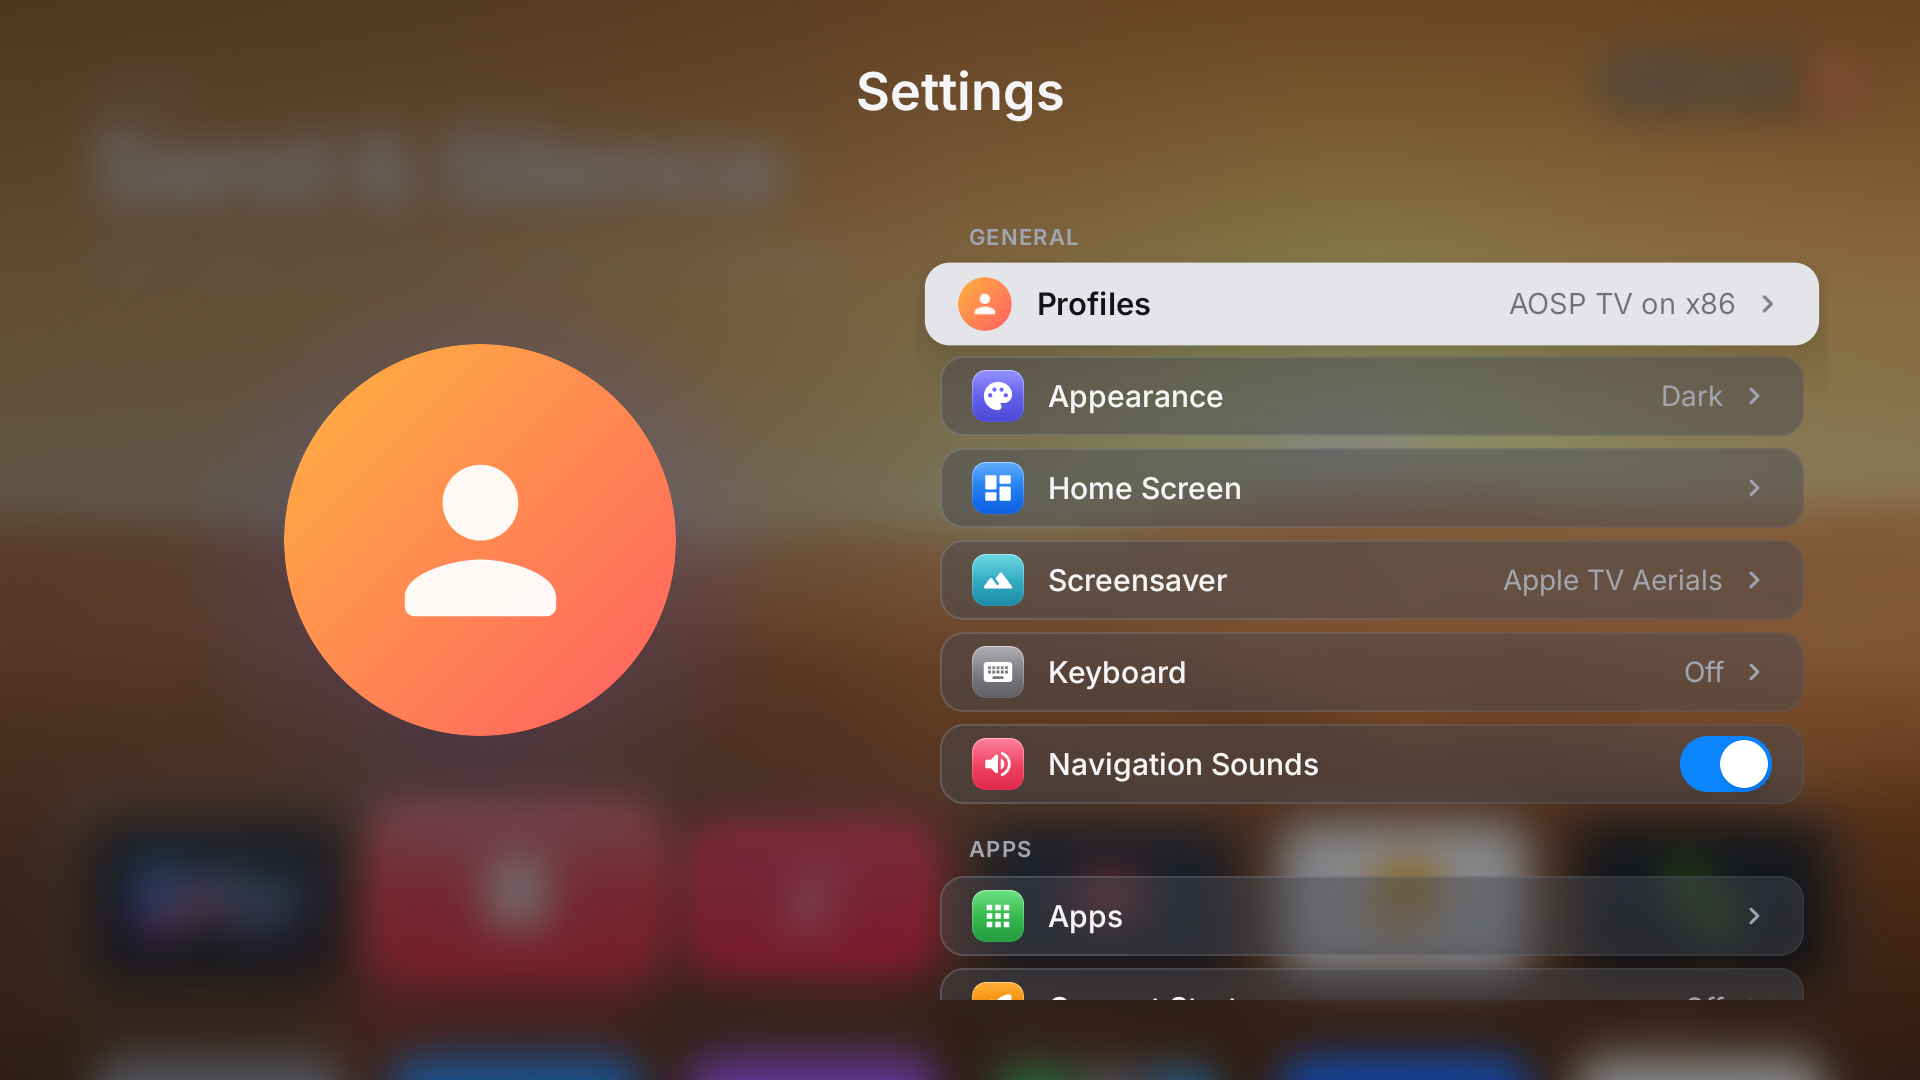 Settings
GENERAL
Profiles
AOSP TV on x86
Appearance
Dark
Home Screen
Screensaver
Apple TV Aerials
Keyboard
Off
Navigation Sounds
APPS
Apps